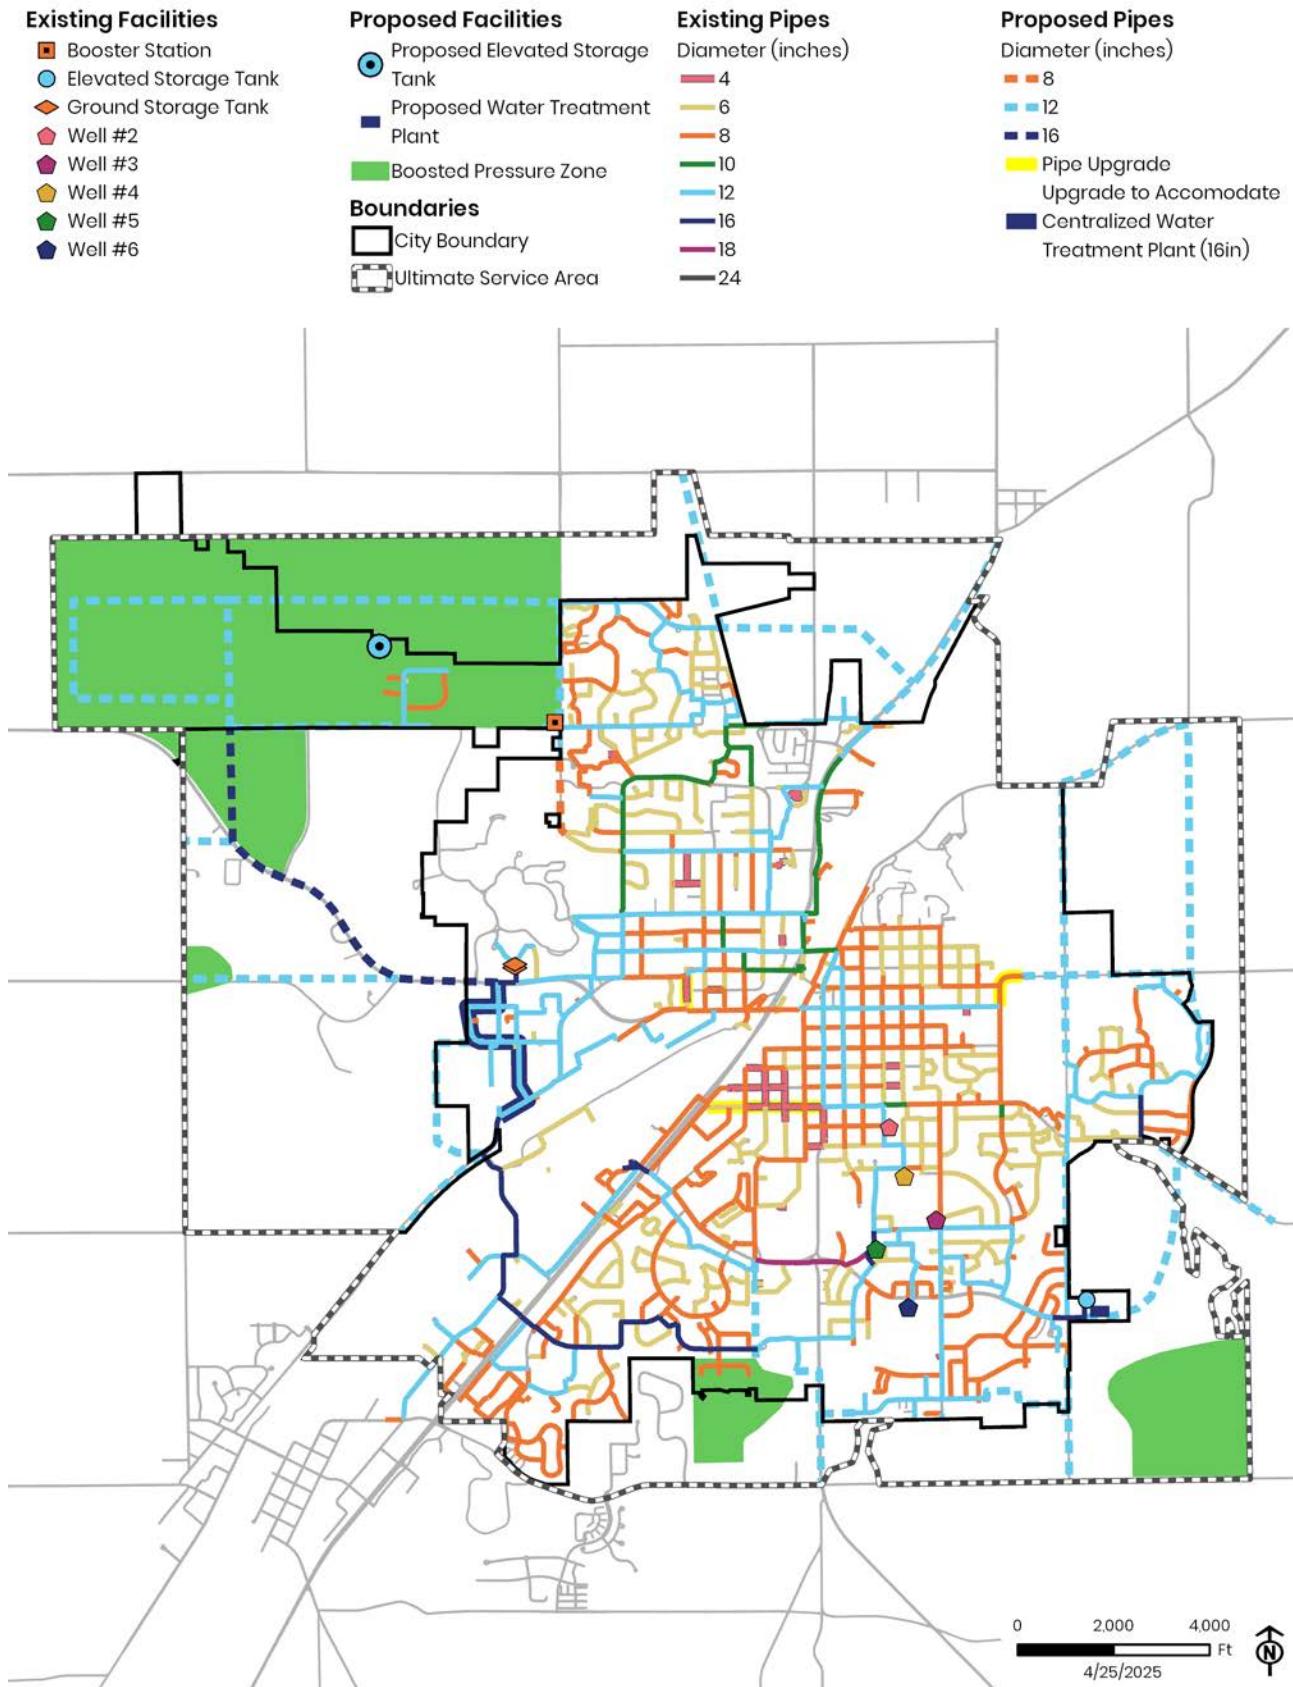 Existing Facilities
Booster Station
Elevated Storage Tank
Ground Storage Tank
Well #2
Well #3
Well #4
Well #5
Well #6
Proposed Facilities
Proposed Elevated Storage
Tank
Proposed Water Treatment
Plant
Boosted Pressure Zone
Boundaries
City Boundary
Ultimate Service Area
Existing Pipes
Diameter (inches)
4
6
8
10
12
16
18
24
Proposed Pipes
Diameter (inches)
8
12
16
Pipe Upgrade
Upgrade to Accomodate
Centralized Water
Treatment Plant (16in)
0 2,000 4,000
Ft
4/25/2025
N